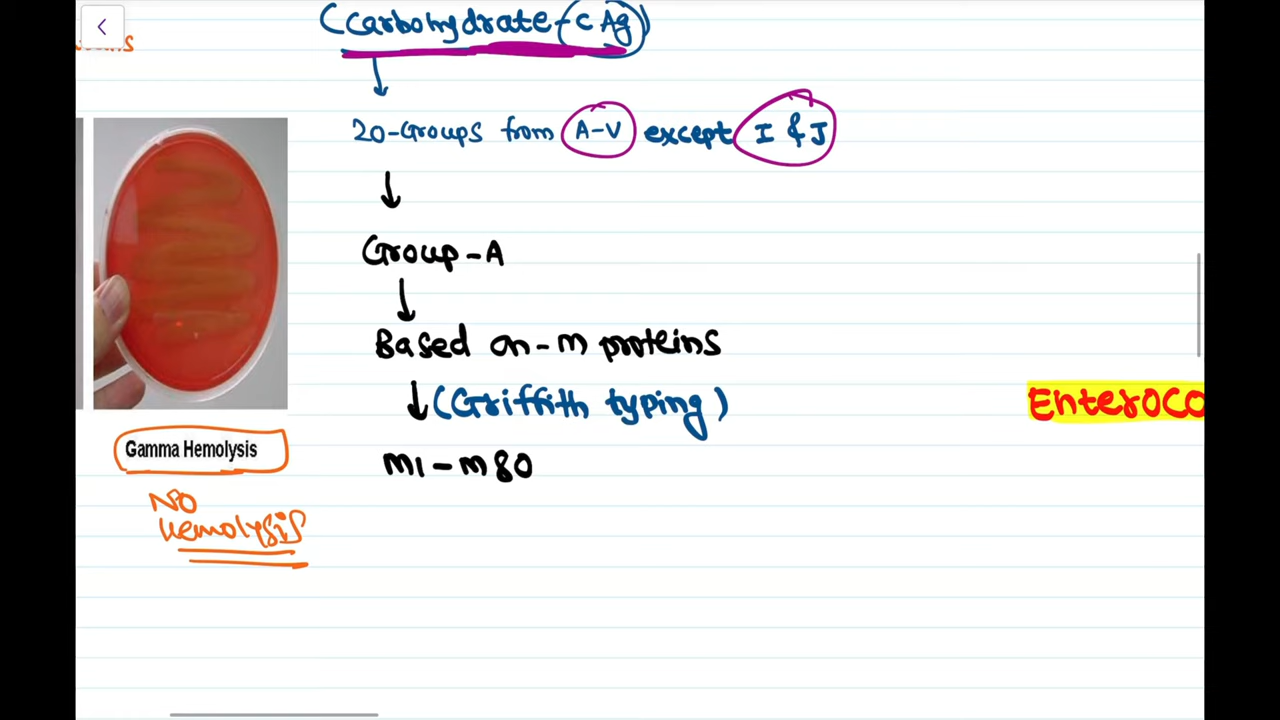 (Carbohydrate-C Ag)
20-Groups from A-V except I & J
Group-A
Based on-m proteins
(Griffith typing)
m1-m80
Gamma Hemolysis
NO
Hemolysis
Enteroco